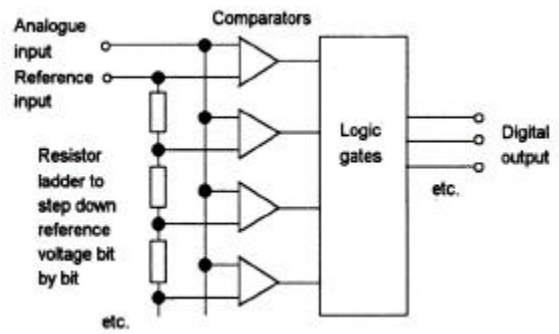 Comparators
Analogue
input
Reference
input
Resistor
ladder to
step down
reference
voltage bit
by bit
etc.
Logic
gates
Digital
output
etc.